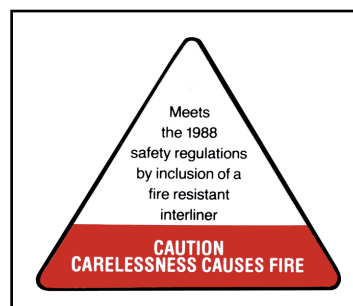 Meets
the 1988
safety regulations
by inclusion of a
fire resistant
interliner
CAUTION
CARELESSNESS CAUSES FIRE